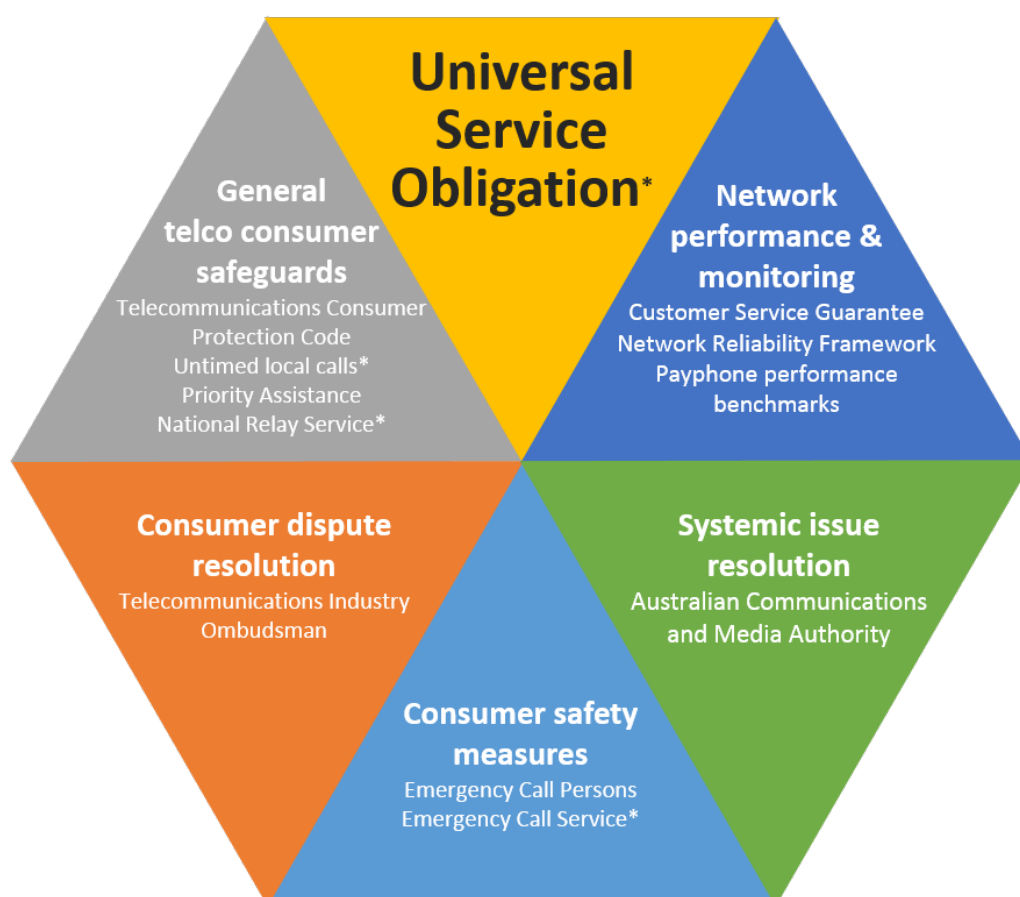 Universal
Service
Obligation*
General
telco consumer
safeguards
Telecommunications Consumer
Protection Code
Untimed local calls*
Priority Assistance
National Relay Service*
Network
performance &
monitoring
Customer Service Guarantee
Network Reliability Framework
Payphone performance
benchmarks
Consumer dispute
resolution
Telecommunications Industry
Ombudsman
Systemic issue
resolution
Australian Communications
and Media Authority
Consumer safety
measures
Emergency Call Persons
Emergency Call Service*